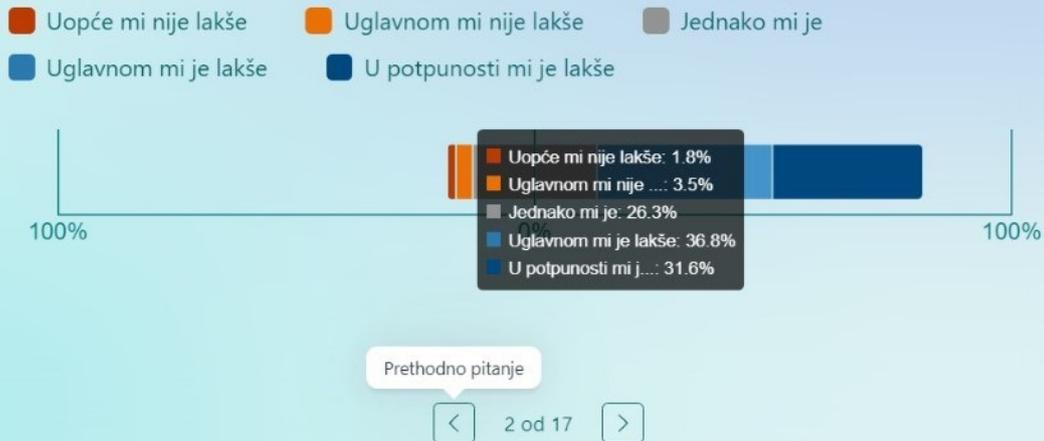 Uopće mi nije lakše
Uglavnom mi nije lakše
Jednako mi je
Uglavnom mi je lakše
U potpunosti mi je lakše
Uopće mi nije lakše: 1.8%
Uglavnom mi nije ...: 3.5%
Jednako mi je: 26.3%
Uglavnom mi je lakše: 36.8%
U potpunosti mi j...: 31.6%
100%
0%
100%
Prethodno pitanje
2 od 17